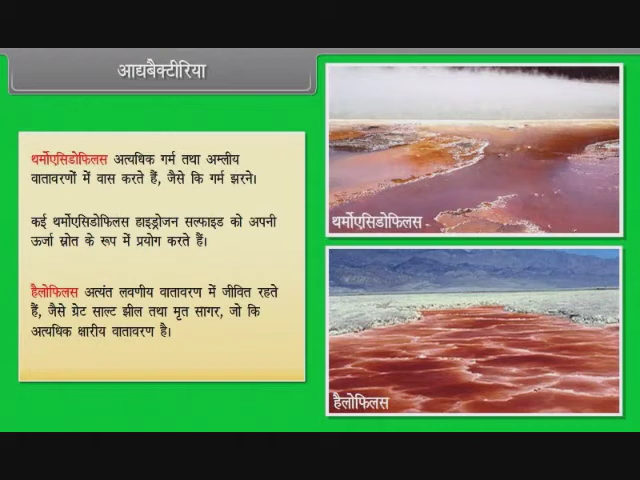 आद्यबैक्टीरिया
थर्मोएसिडोफिलस अत्यधिक गर्म तथा अम्लीय
वातावरणों में वास करते हैं, जैसे कि गर्म झरने।
कई थर्मोएसिडोफिलस हाइड्रोजन सल्फाइड को अपनी
ऊर्जा स्रोत के रूप में प्रयोग करते हैं।
हैलोफिलस अत्यंत लवणीय वातावरण में जीवित रहते
हैं, जैसे ग्रेट साल्ट झील तथा मृत सागर, जो कि
अत्यधिक क्षारीय वातावरण है।
थर्मोएसिडोफिलस
हैलोफिलस